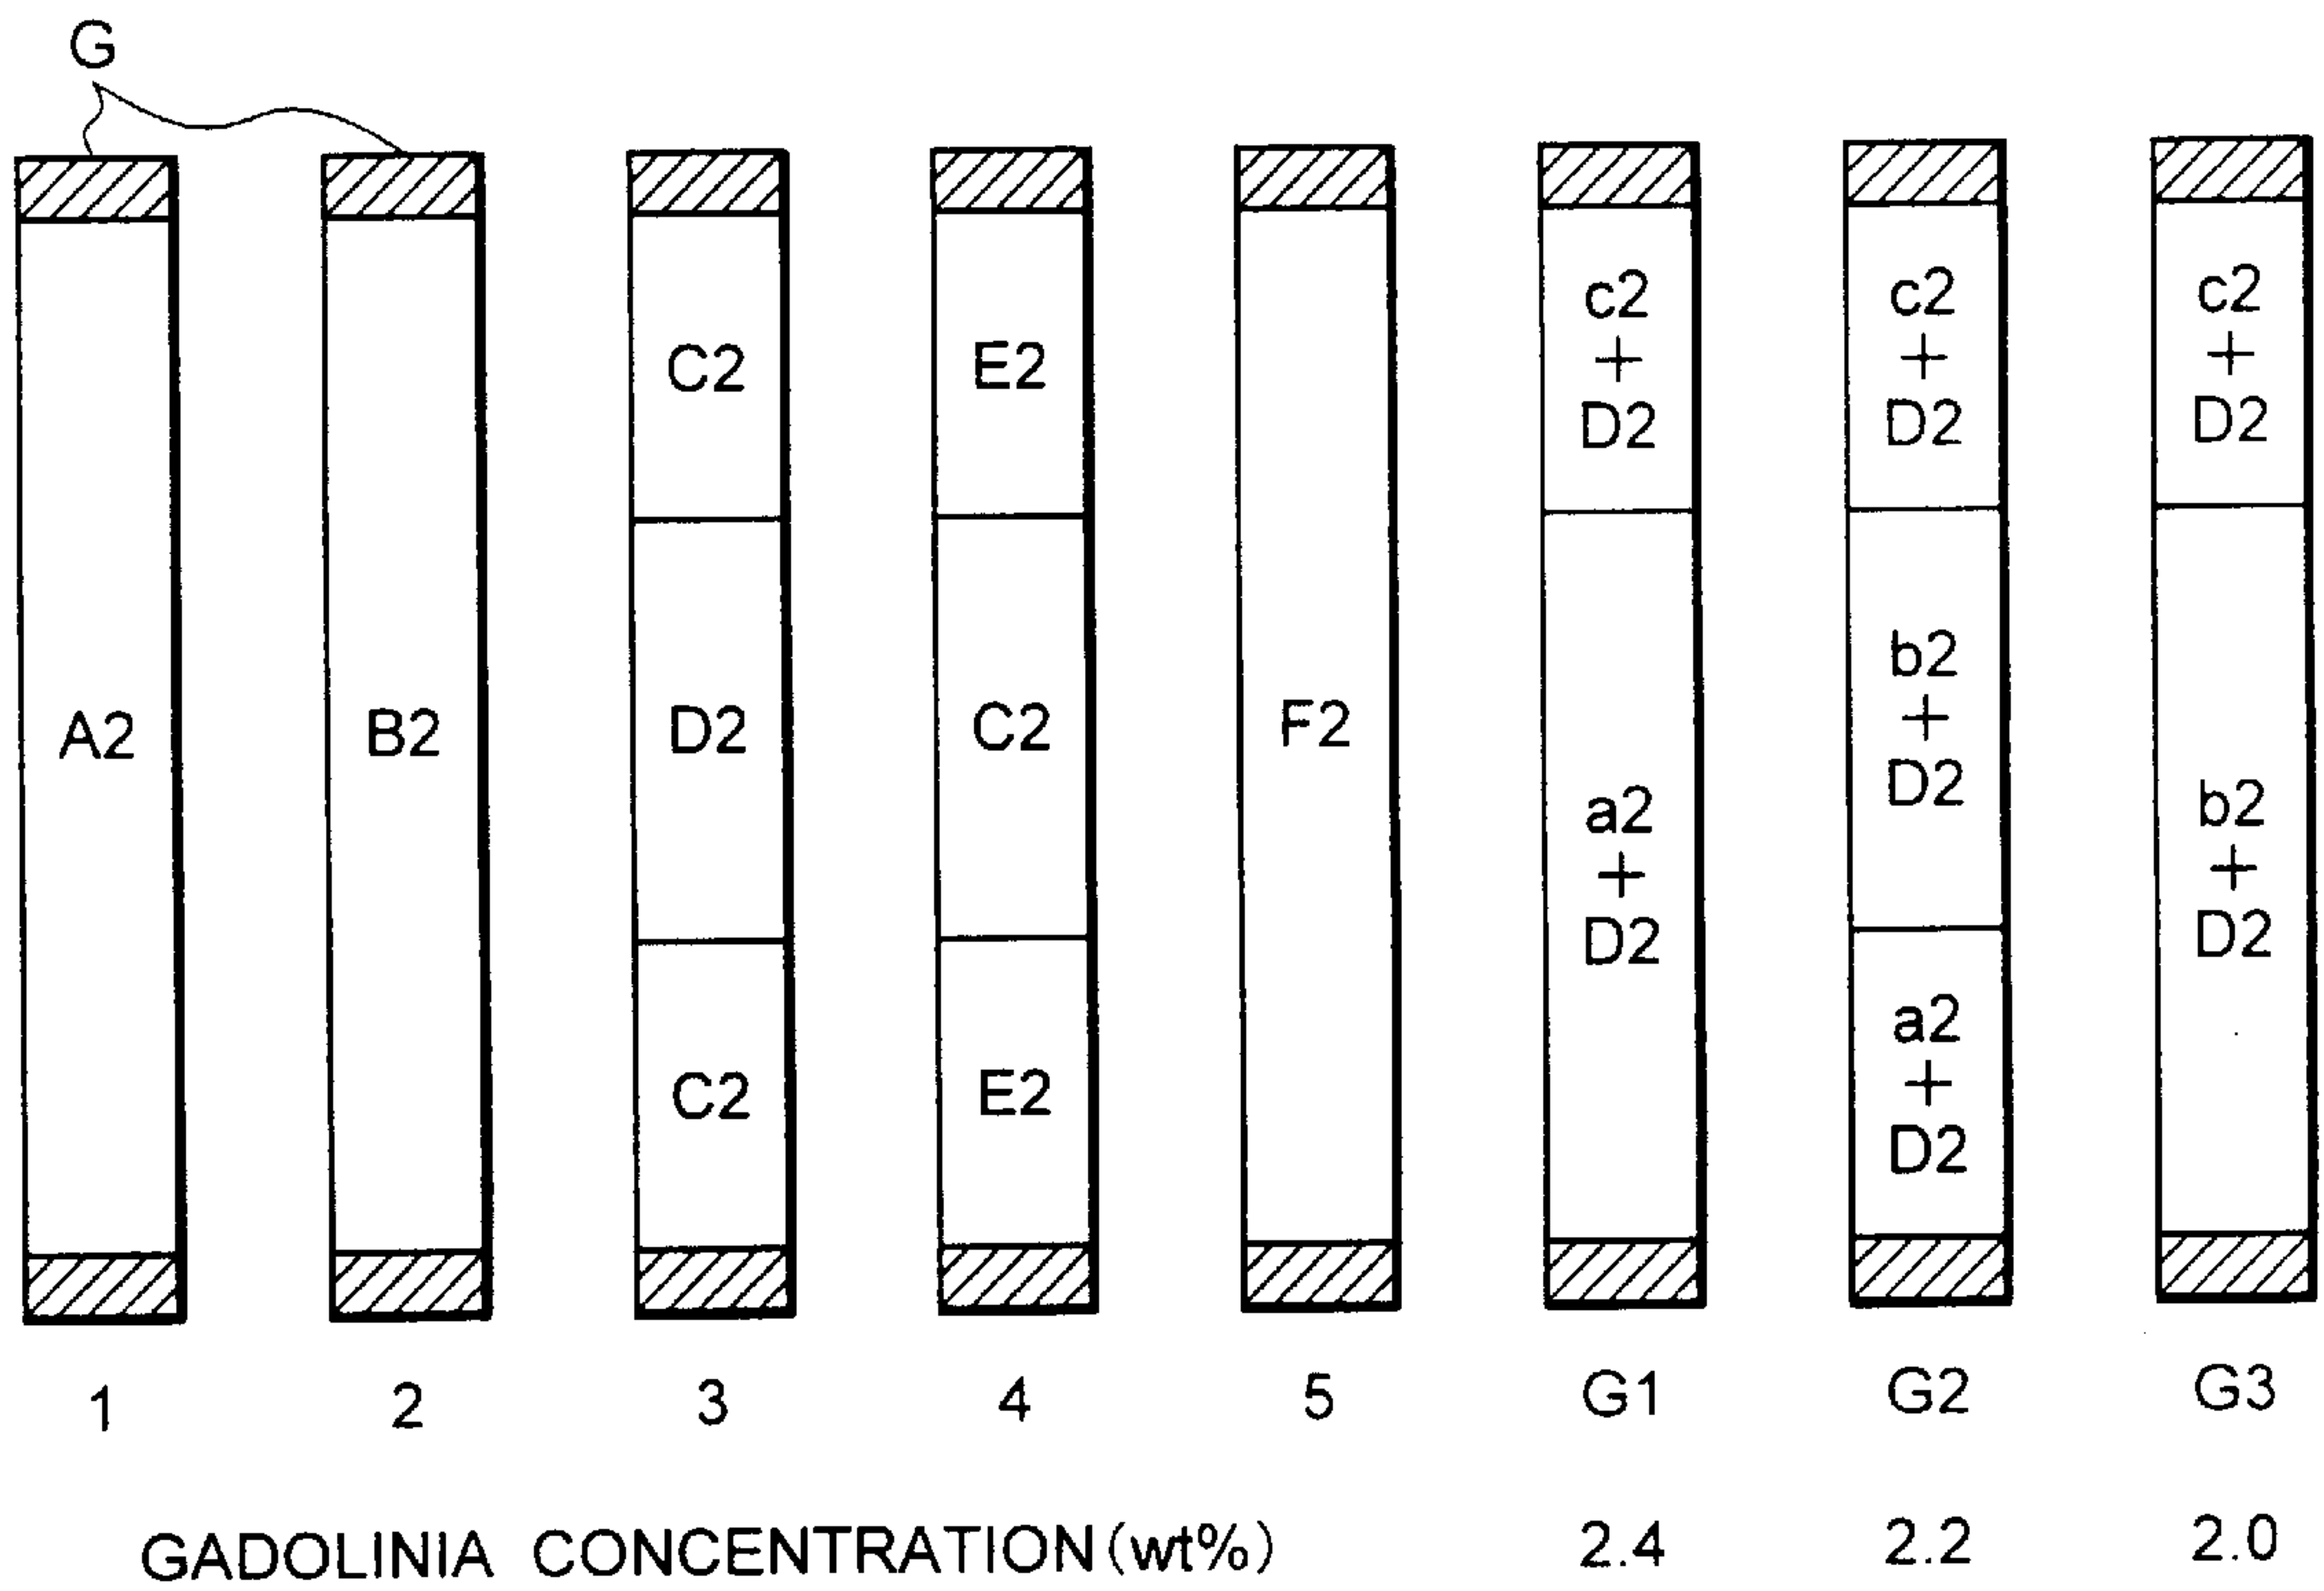 G
A2
B2
C2
D2
C2
E2
C2
E2
F2
c2
+
D2
a2
+
D2
c2
+
D2
b2
+
D2
a2
+
D2
c2
+
D2
b2
+
D2
1 2 3 4 5 G1 G2 G3
GADOLINIA CONCENTRATION(wt%) 2.4 2.2 2.0